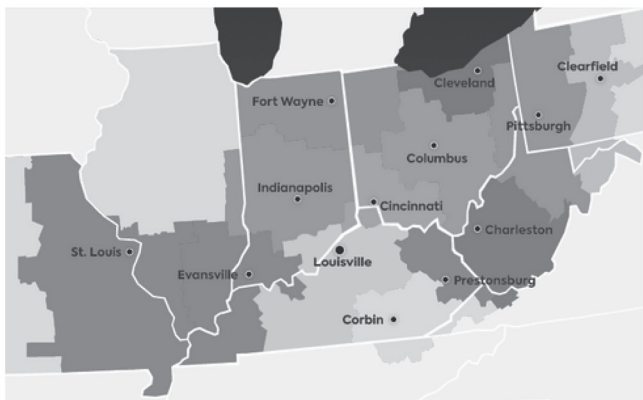 Clearfield
Cleveland
Fort Wayne
Pittsburgh
Columbus
Indianapolis
Cincinnati
Charleston
St. Louis
Louisville
Evansville
Prestonsburg
Corbin